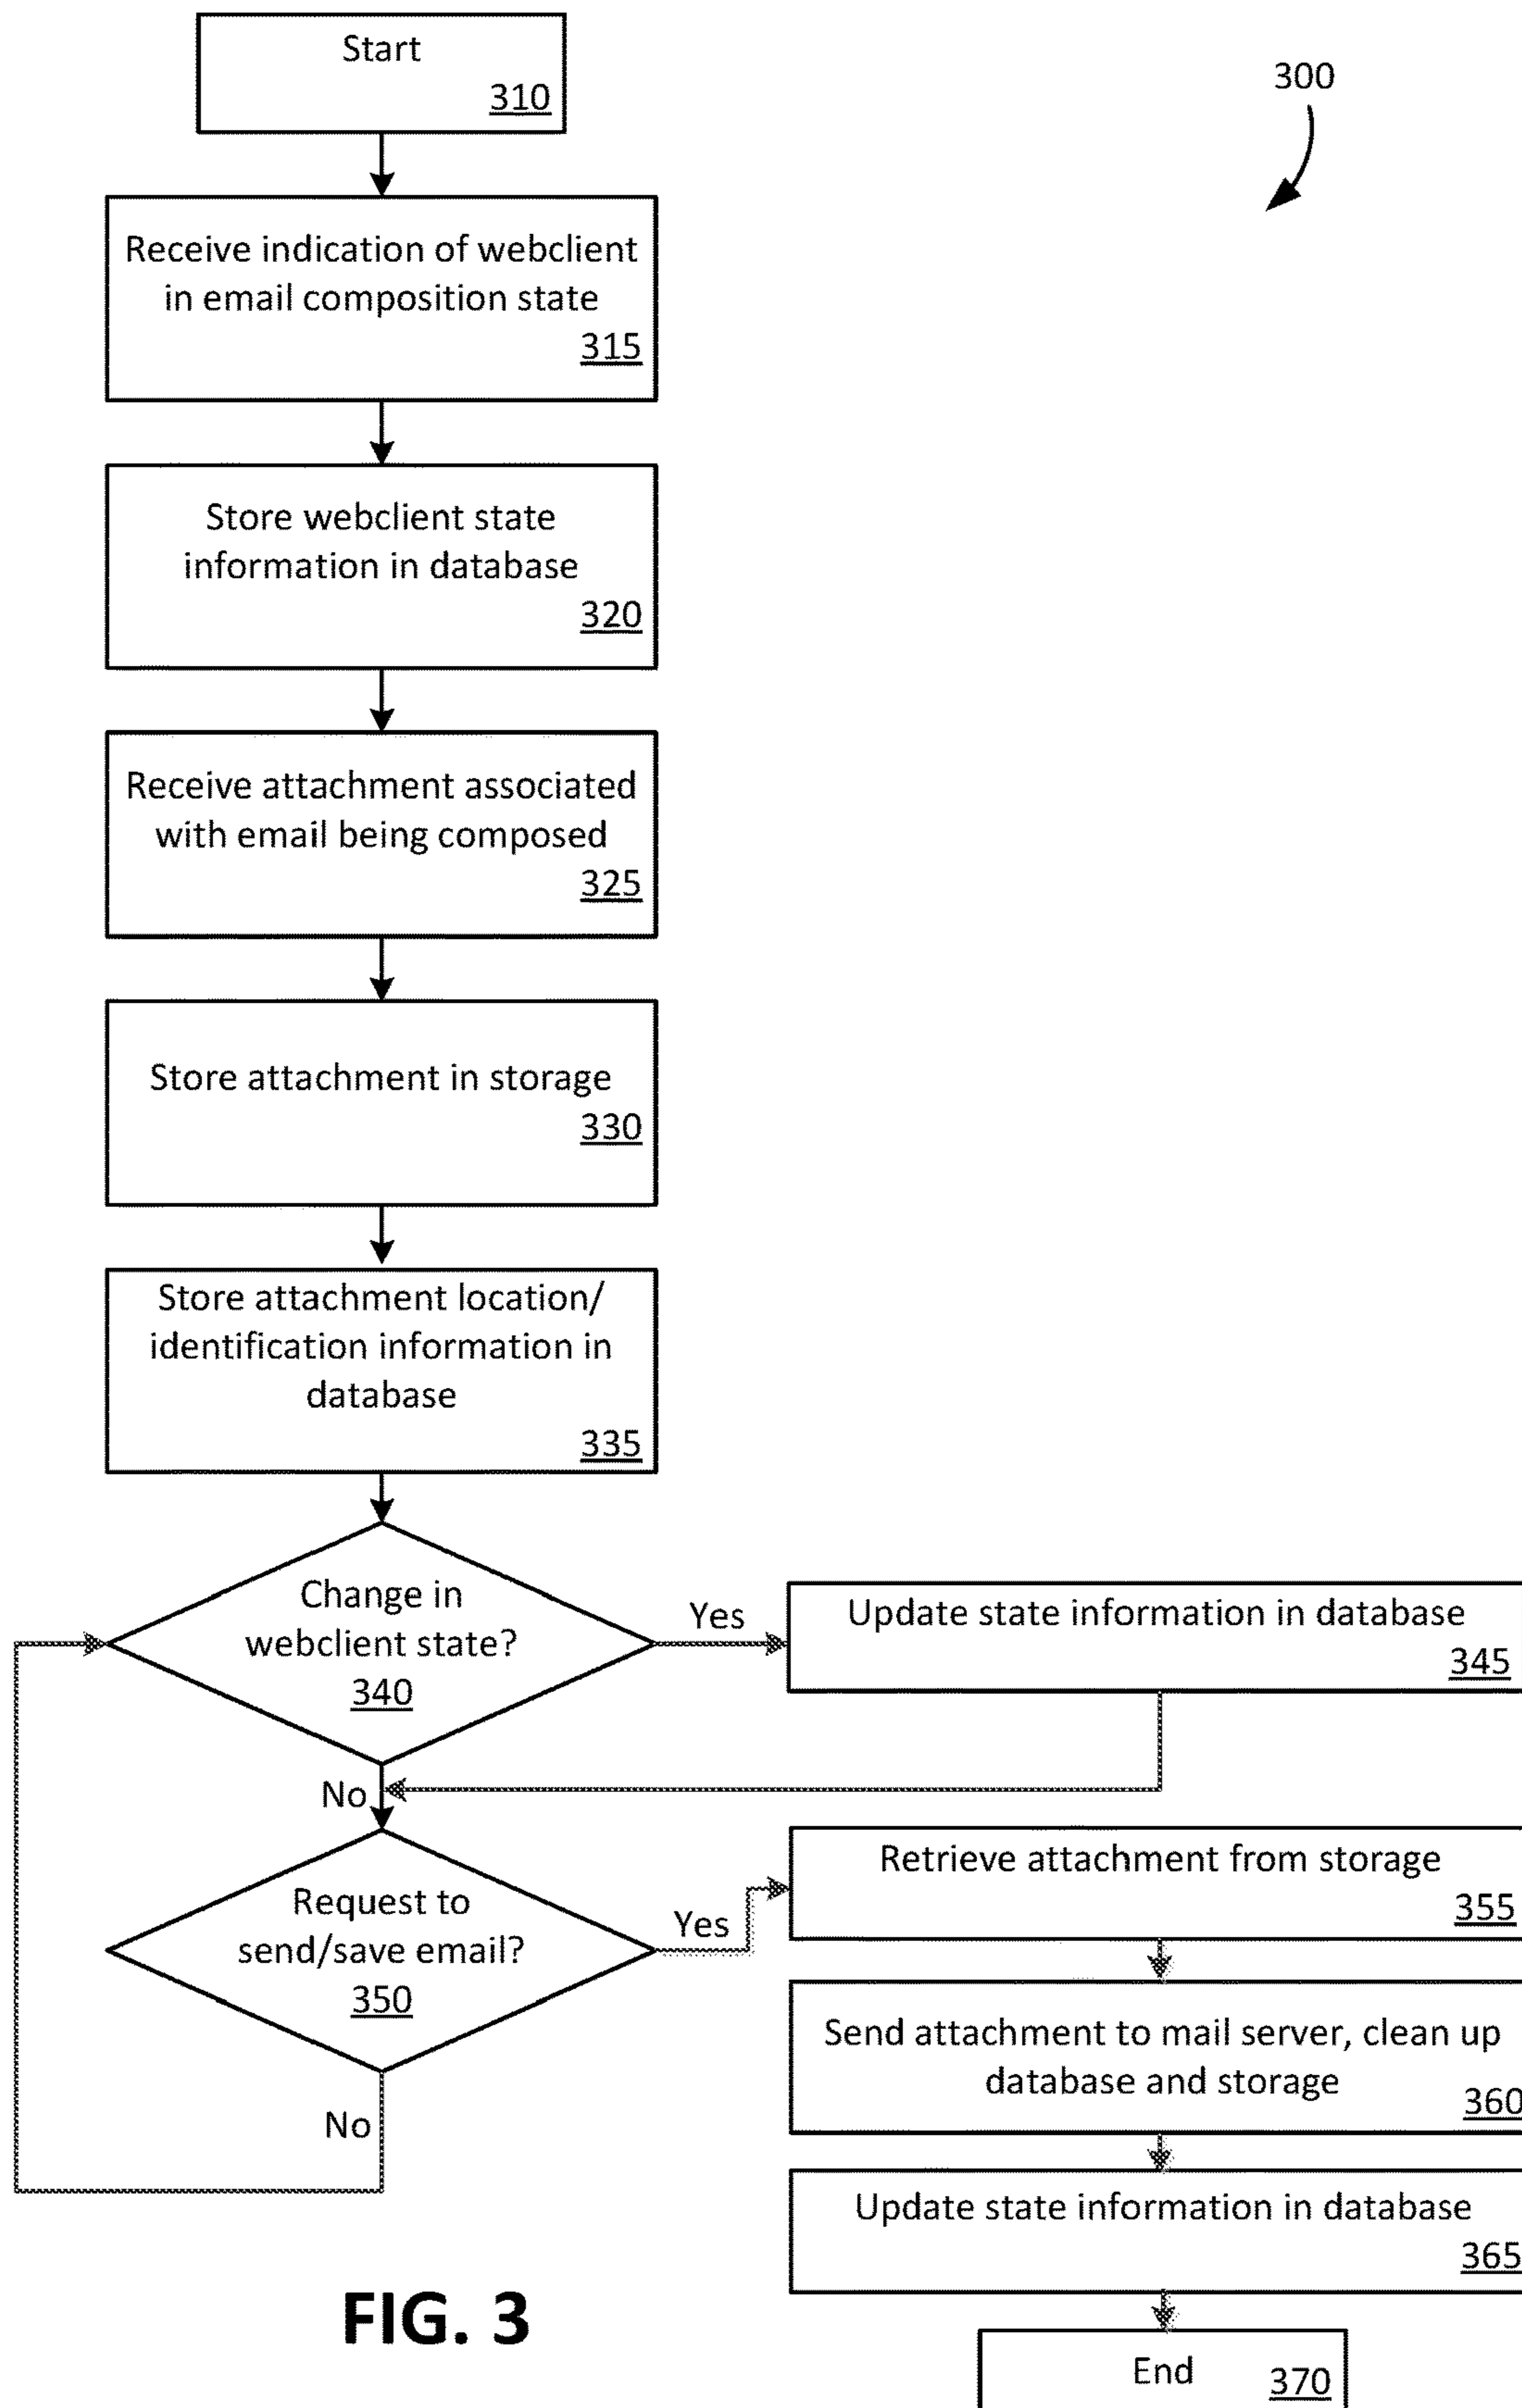 Start
310
300
Receive indication of webclient
in email composition state
315
Store webclient state
information in database
320
Receive attachment associated
with email being composed
325
Store attachment in storage
330
Store attachment location/
identification information in
database
335
Change in
webclient state?
340
Yes
Update state information in database
345
No
Request to
send/save email?
350
Yes
Retrieve attachment from storage
355
Send attachment to mail server, clean up
database and storage
360
No
Update state information in database
365
FIG. 3
End
370